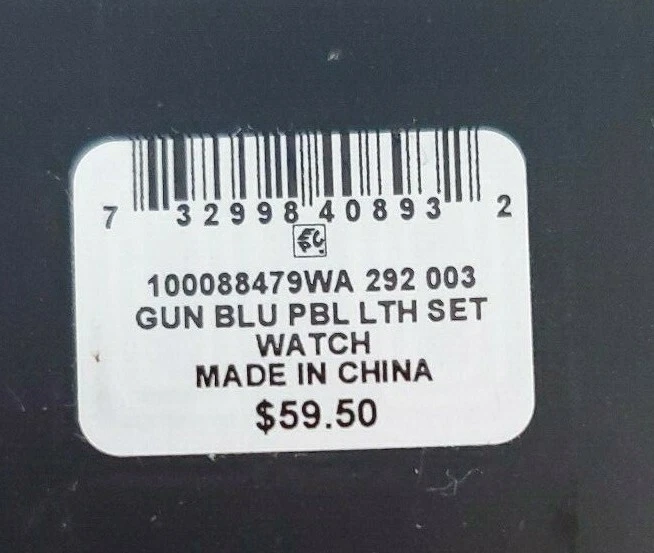 7 32998 40893 2
100088479WA 292 003
GUN BLU PBL LTH SET
WATCH
MADE IN CHINA
$59.50